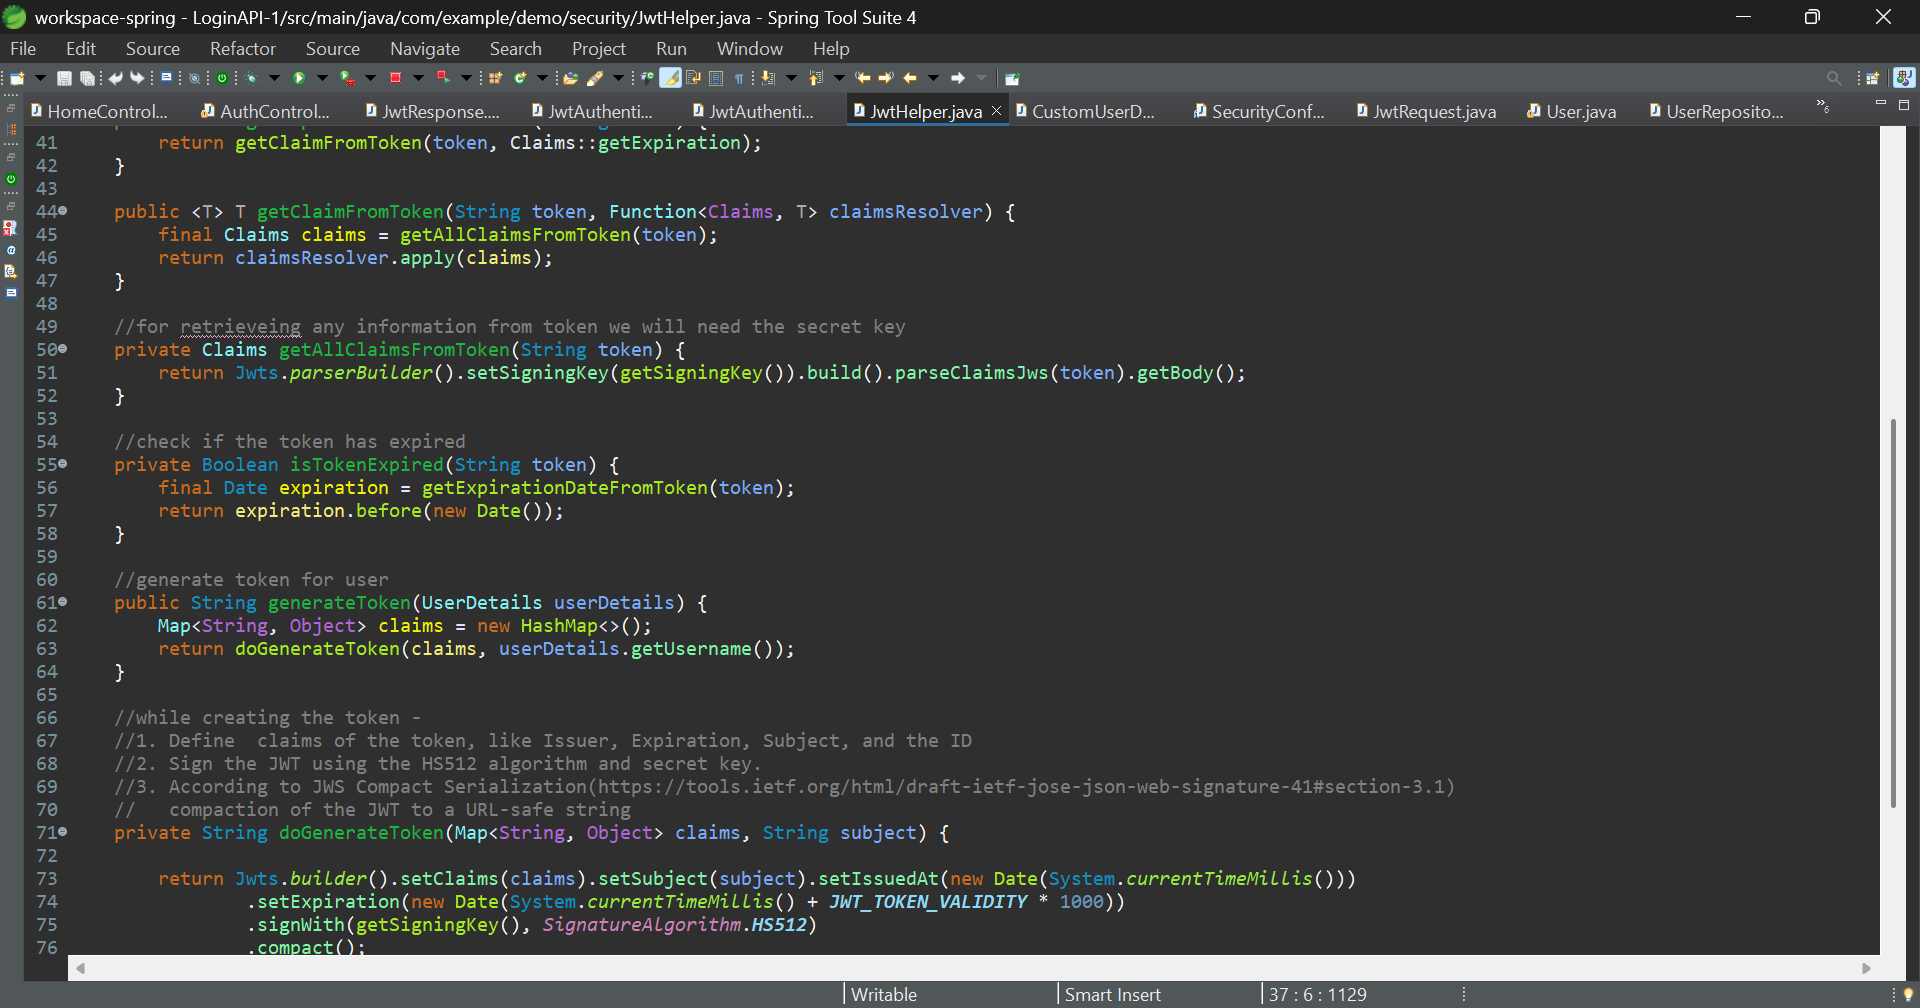 workspace-spring - LoginAPI-1/src/main/java/com/example/demo/security/JwtHelper.java - Spring Tool Suite 4
File Edit Source Refactor Source Navigate Search Project Run Window Help
HomeControl... AuthControl... JwtResponse.... JwtAuthenti... JwtAuthenti... JwtHelper.java CustomUserD... SecurityConf... JwtRequest.java User.java UserReposito... »6
41 return getClaimFromToken(token, Claims::getExpiration);
42 }
43
44 public <T> T getClaimFromToken(String token, Function<Claims, T> claimsResolver) {
45 final Claims claims = getAllClaimsFromToken(token);
46 return claimsResolver.apply(claims);
47 }
48
49 //for retrieveing any information from token we will need the secret key
50 private Claims getAllClaimsFromToken(String token) {
51 return Jwts.parserBuilder().setSigningKey(getSigningKey()).build().parseClaimsJws(token).getBody();
52 }
53
54 //check if the token has expired
55 private Boolean isTokenExpired(String token) {
56 final Date expiration = getExpirationDateFromToken(token);
57 return expiration.before(new Date());
58 }
59
60 //generate token for user
61 public String generateToken(UserDetails userDetails) {
62 Map<String, Object> claims = new HashMap<>();
63 return doGenerateToken(claims, userDetails.getUsername());
64 }
65
66 //while creating the token -
67 //1. Define  claims of the token, like Issuer, Expiration, Subject, and the ID
68 //2. Sign the JWT using the HS512 algorithm and secret key.
69 //3. According to JWS Compact Serialization(https://tools.ietf.org/html/draft-ietf-jose-json-web-signature-41#section-3.1)
70 //   compaction of the JWT to a URL-safe string
71 private String doGenerateToken(Map<String, Object> claims, String subject) {
72
73 return Jwts.builder().setClaims(claims).setSubject(subject).setIssuedAt(new Date(System.currentTimeMillis()))
74 .setExpiration(new Date(System.currentTimeMillis() + JWT_TOKEN_VALIDITY * 1000))
75 .signWith(getSigningKey(), SignatureAlgorithm.HS512)
76 .compact();
Writable Smart Insert 37 : 6 : 1129